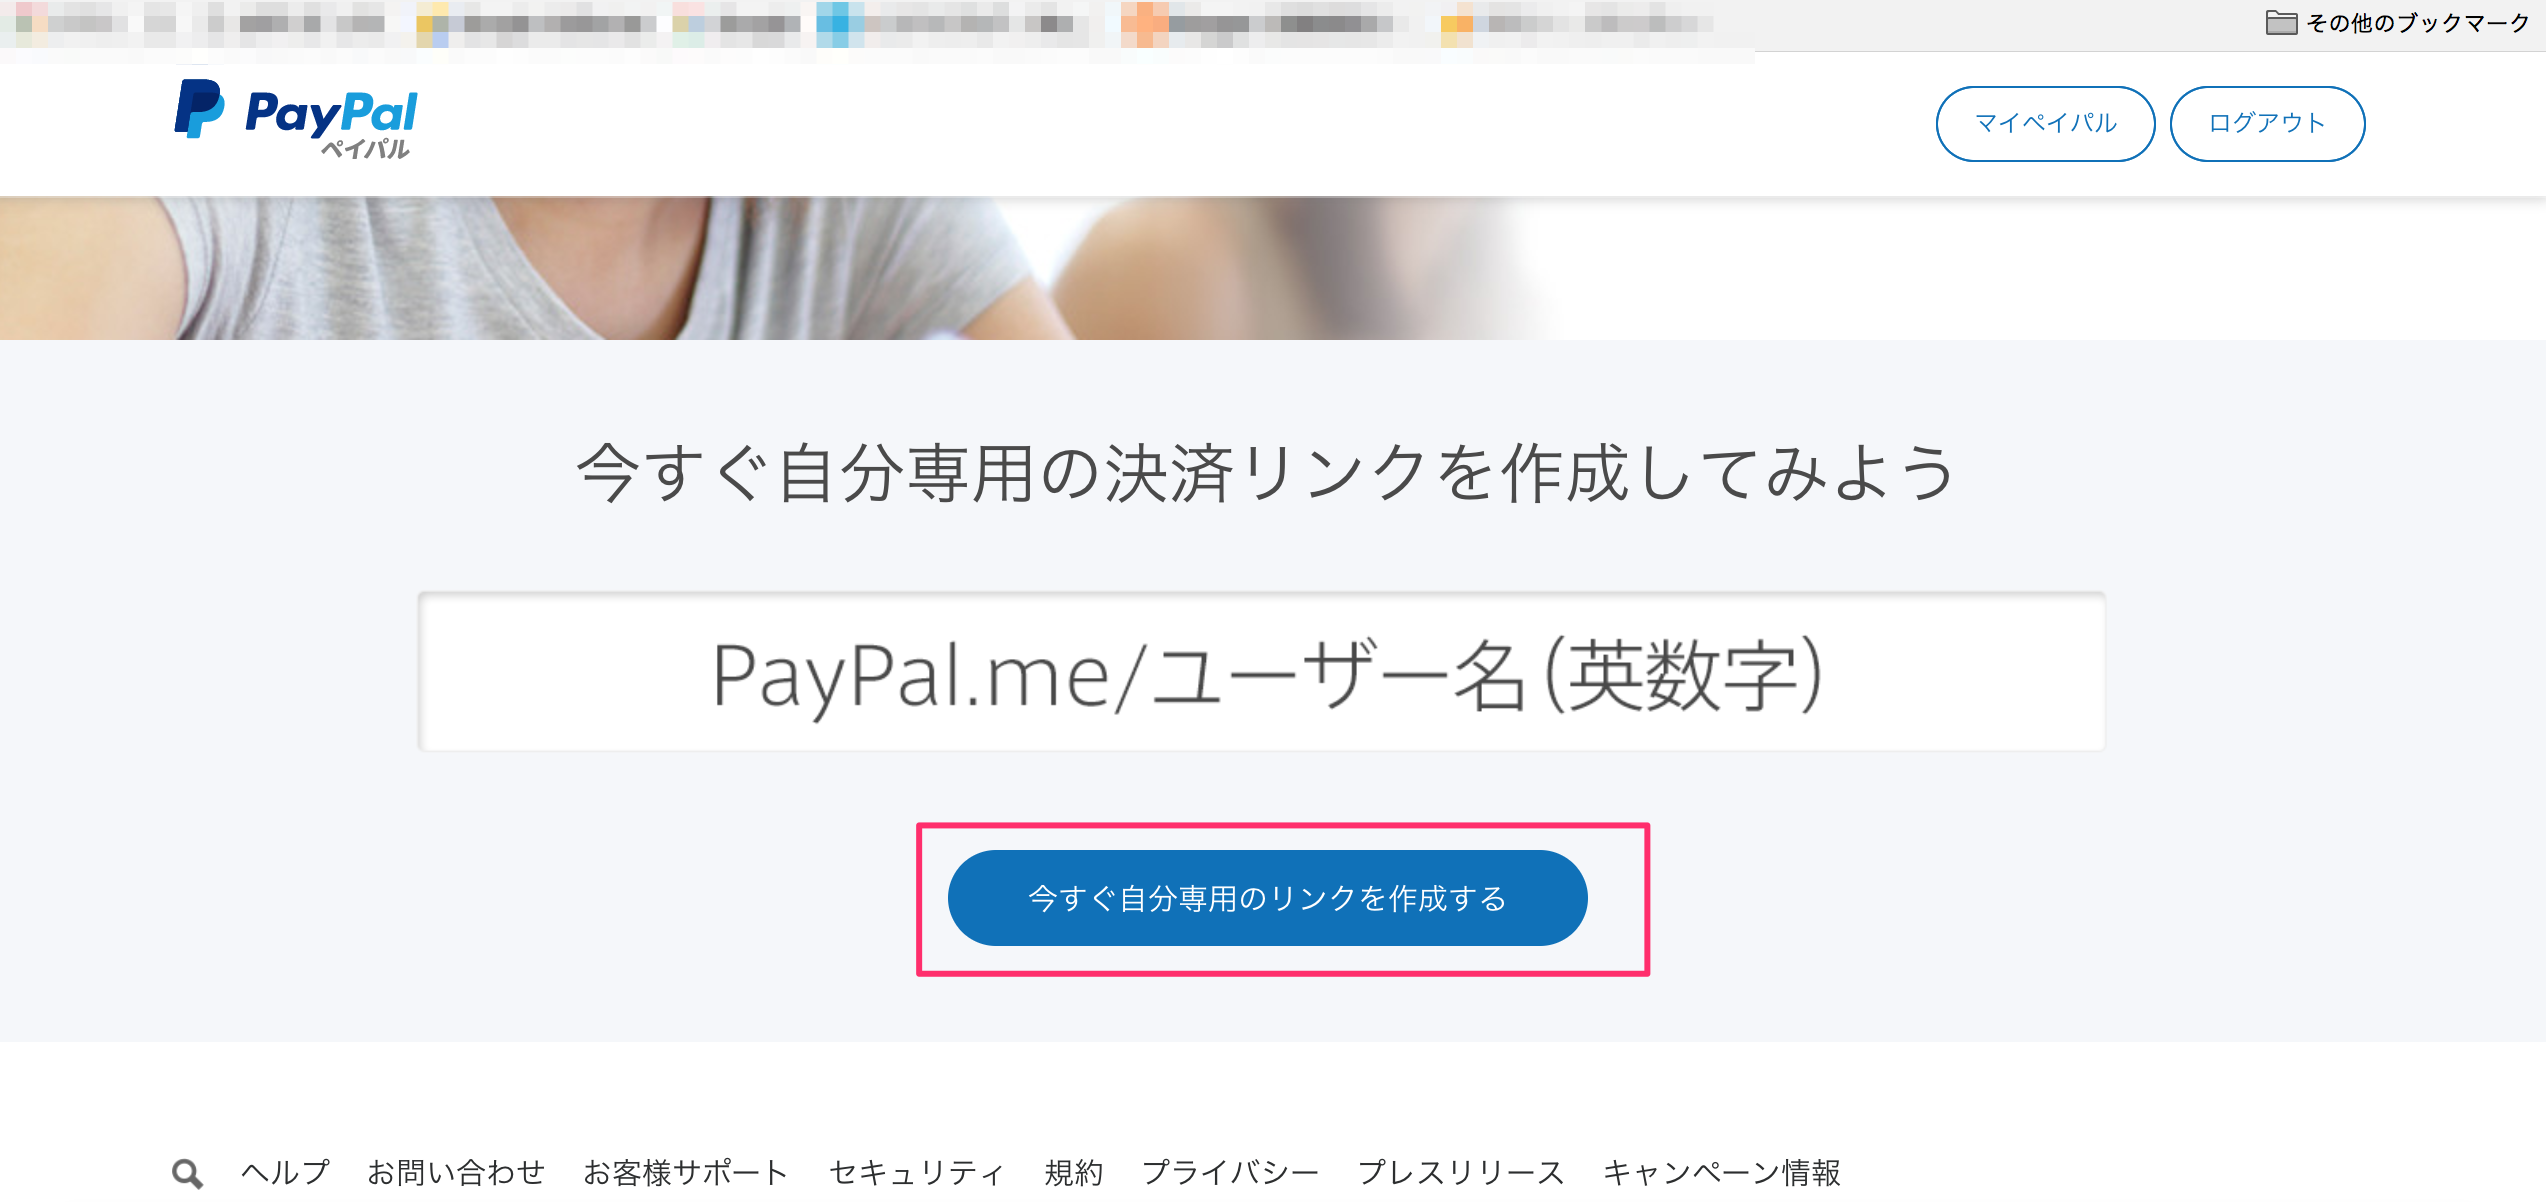 その他のブックマーク
PayPal
ペイパル
マイペイパル
ログアウト
今すぐ自分専用の決済リンクを作成してみよう
PayPal.me/ユーザー名(英数字)
今すぐ自分専用のリンクを作成する
ヘルプ お問い合わせ お客様サポート セキュリティ 規約 プライバシー プレスリリース キャンペーン情報